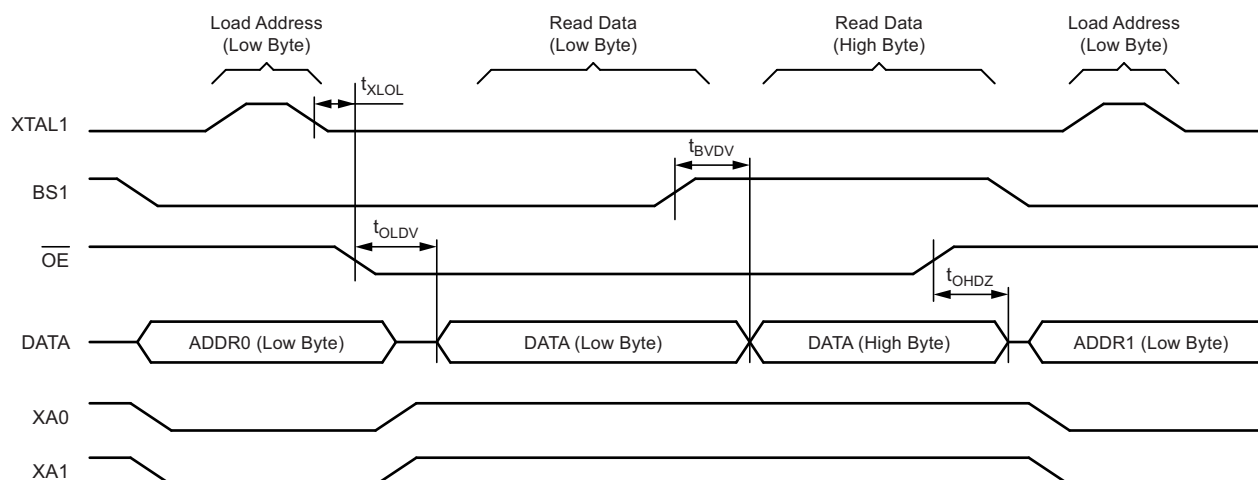 Load Address
(Low Byte)
Read Data
(Low Byte)
Read Data
(High Byte)
Load Address
(Low Byte)
tXLOL
XTAL1
tBVDV
BS1
tOLDV
OE
tOHDZ
DATA
ADDR0 (Low Byte)
DATA (Low Byte)
DATA (High Byte)
ADDR1 (Low Byte)
XA0
XA1